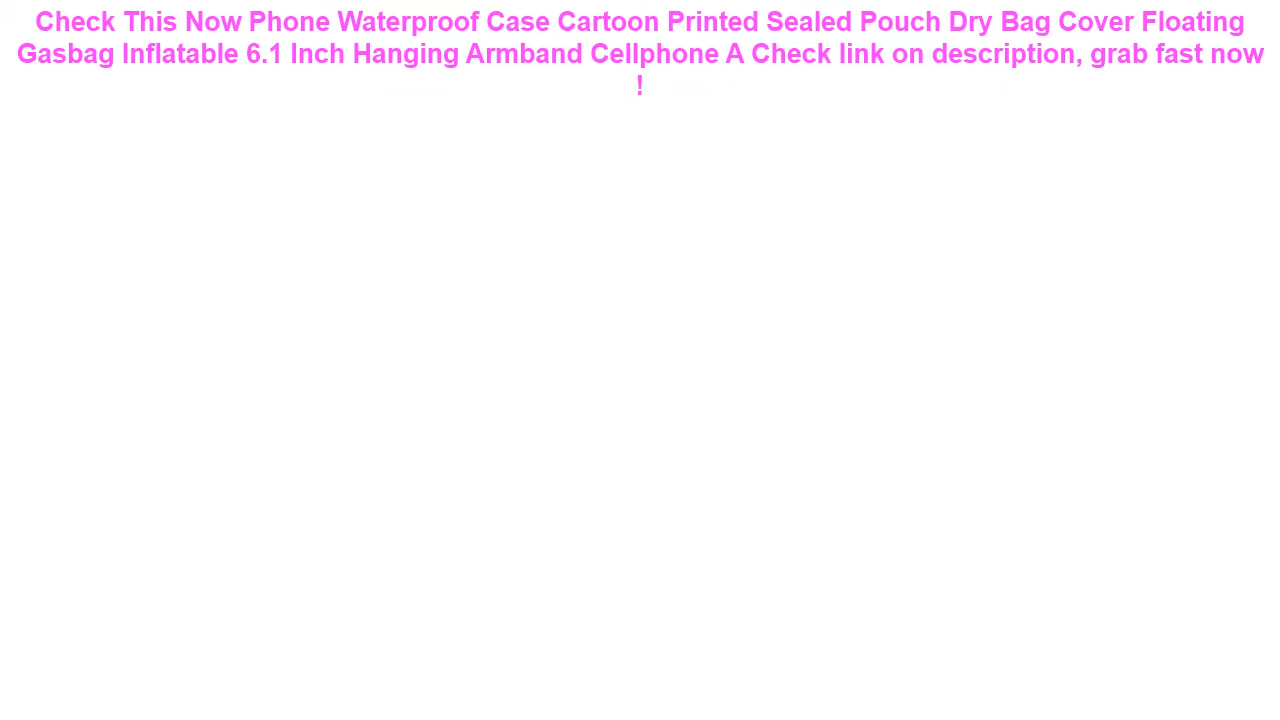 Check This Now Phone Waterproof Case Cartoon Printed Sealed Pouch Dry Bag Cover Floating
Gasbag Inflatable 6.1 Inch Hanging Armband Cellphone A Check link on description, grab fast now
!